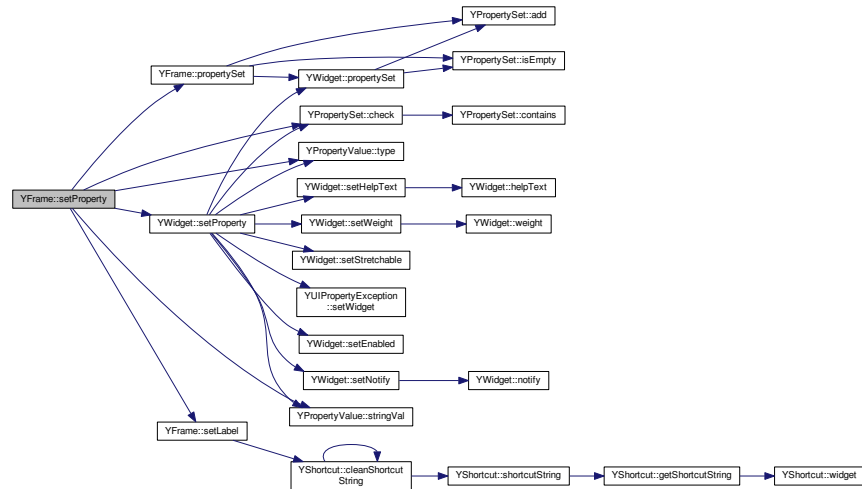 YPropertySet::add
YPropertySet::isEmpty
YFrame::propertySet
YWidget::propertySet
YPropertySet::check
YPropertySet::contains
YPropertyValue::type
YWidget::setHelpText
YWidget::helpText
YFrame::setProperty
YWidget::setProperty
YWidget::setWeight
YWidget::weight
YWidget::setStretchable
YUIPropertyException
::setWidget
YWidget::setEnabled
YWidget::setNotify
YWidget::notify
YPropertyValue::stringVal
YFrame::setLabel
YShortcut::cleanShortcut
String
YShortcut::shortcutString
YShortcut::getShortcutString
YShortcut::widget